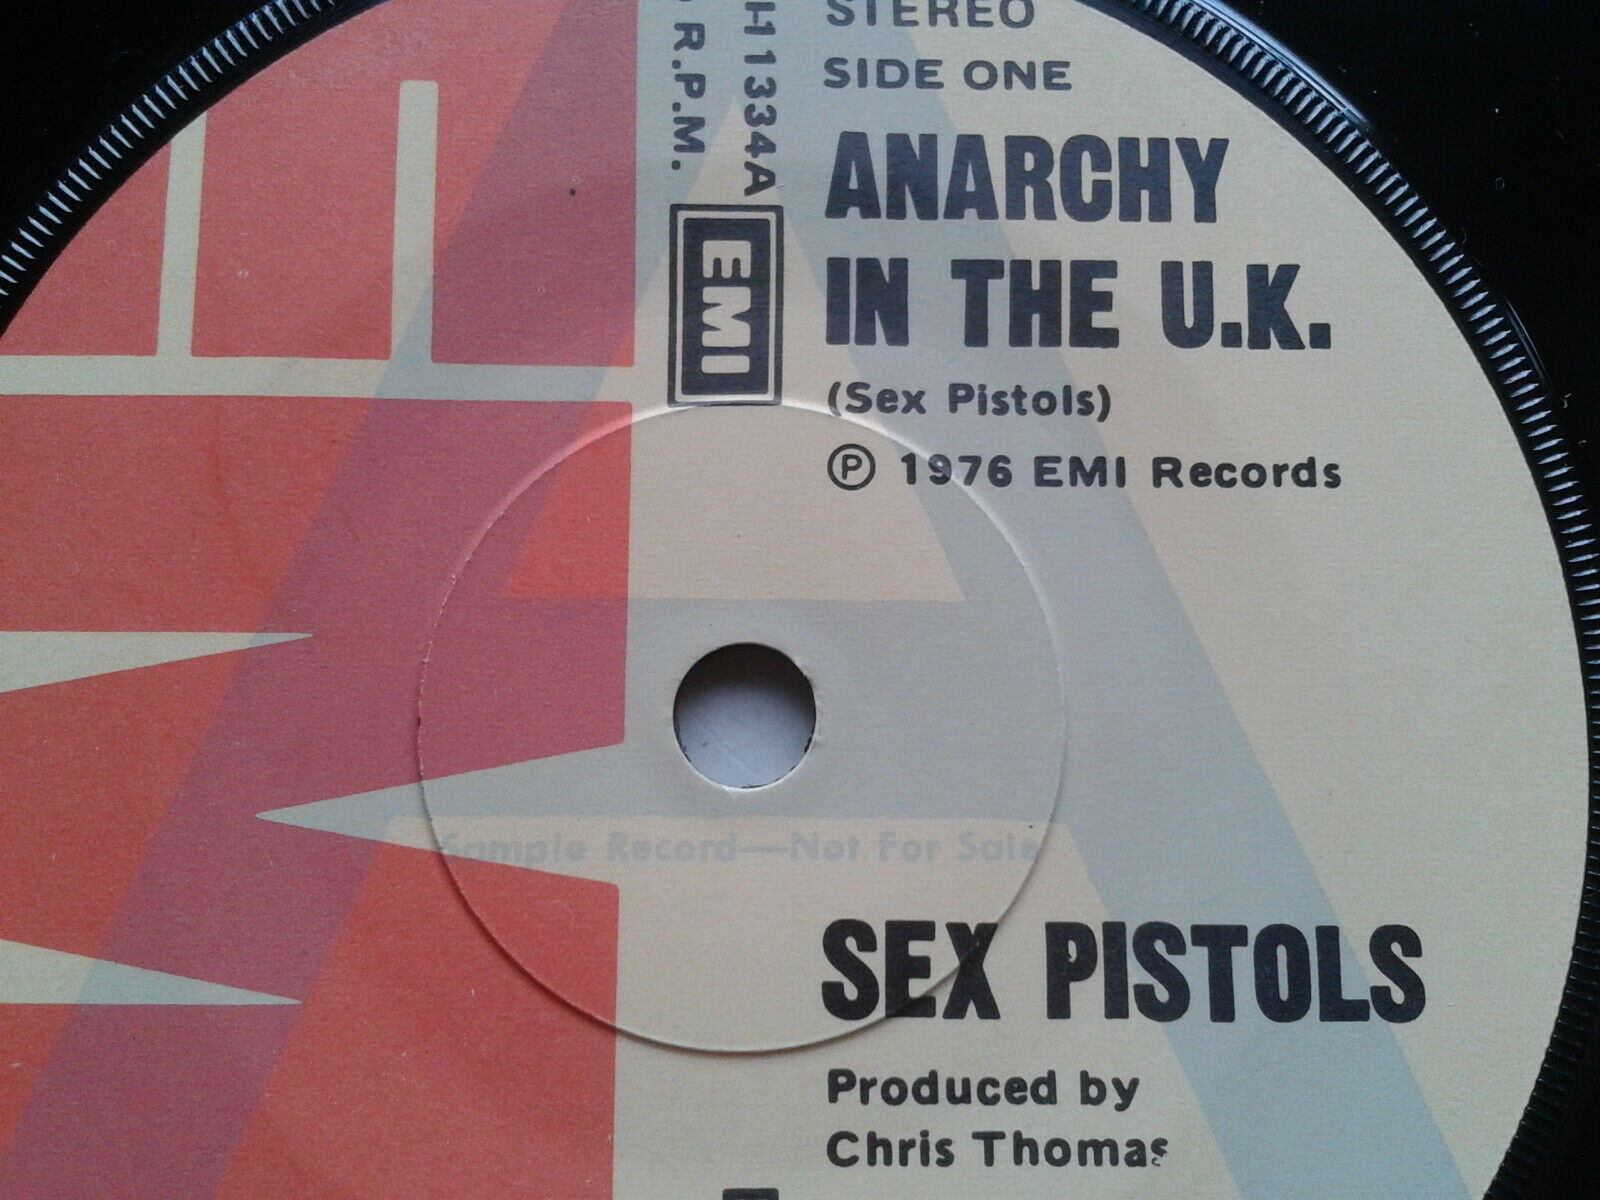 STEREO
SIDE ONE
ANARCHY
IN THE U.K.
(Sex Pistols)
Ⓟ 1976 EMI Records
1334A
R.P.M.
EMI
Sample Record—Not For Sale
SEX PISTOLS
Produced by
Chris Thomas